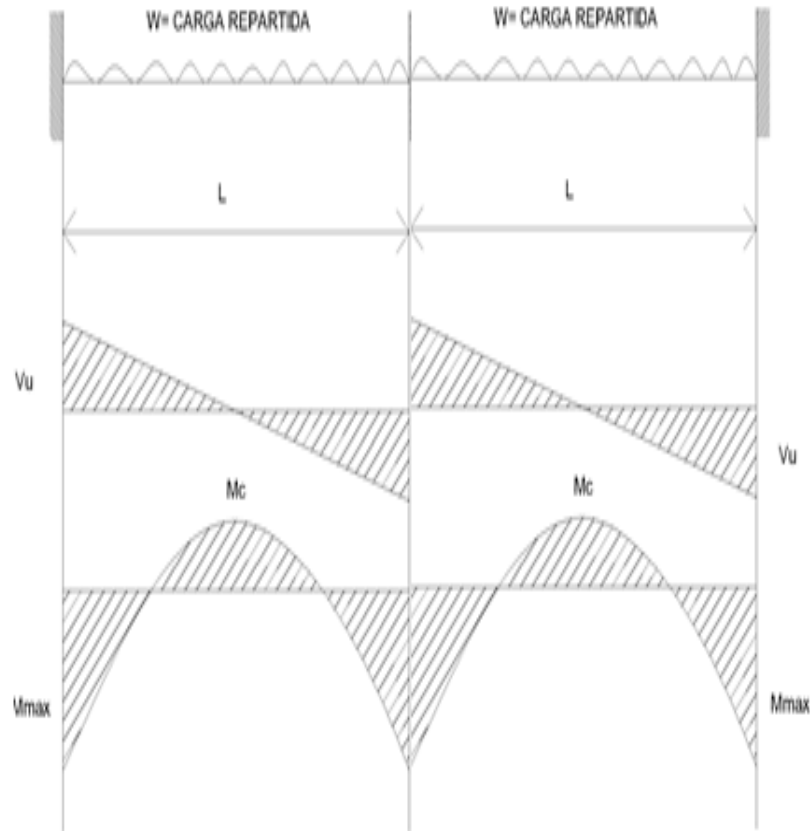 W= CARGA REPARTIDA
W= CARGA REPARTIDA
L
L
Vu
Vu
Mc
Mc
Mmax
Mmax